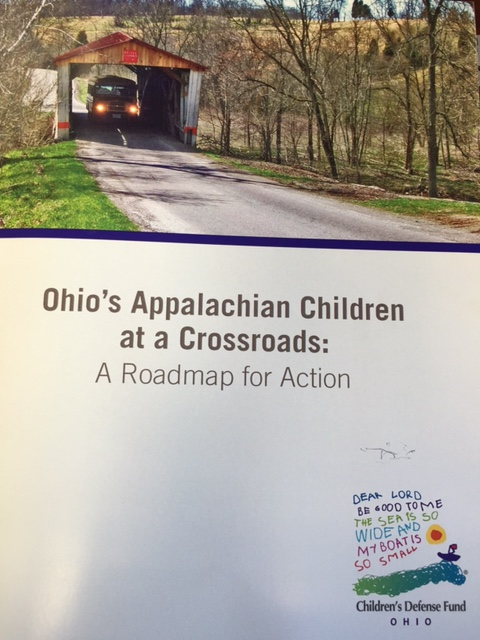 Ohio's Appalachian Children
at a Crossroads:
A Roadmap for Action
DEAR LORD
BE GOOD TO ME
THE SEA IS SO
WIDE AND
MY BOAT IS
SO SMALL
®
Children's Defense Fund
OHIO